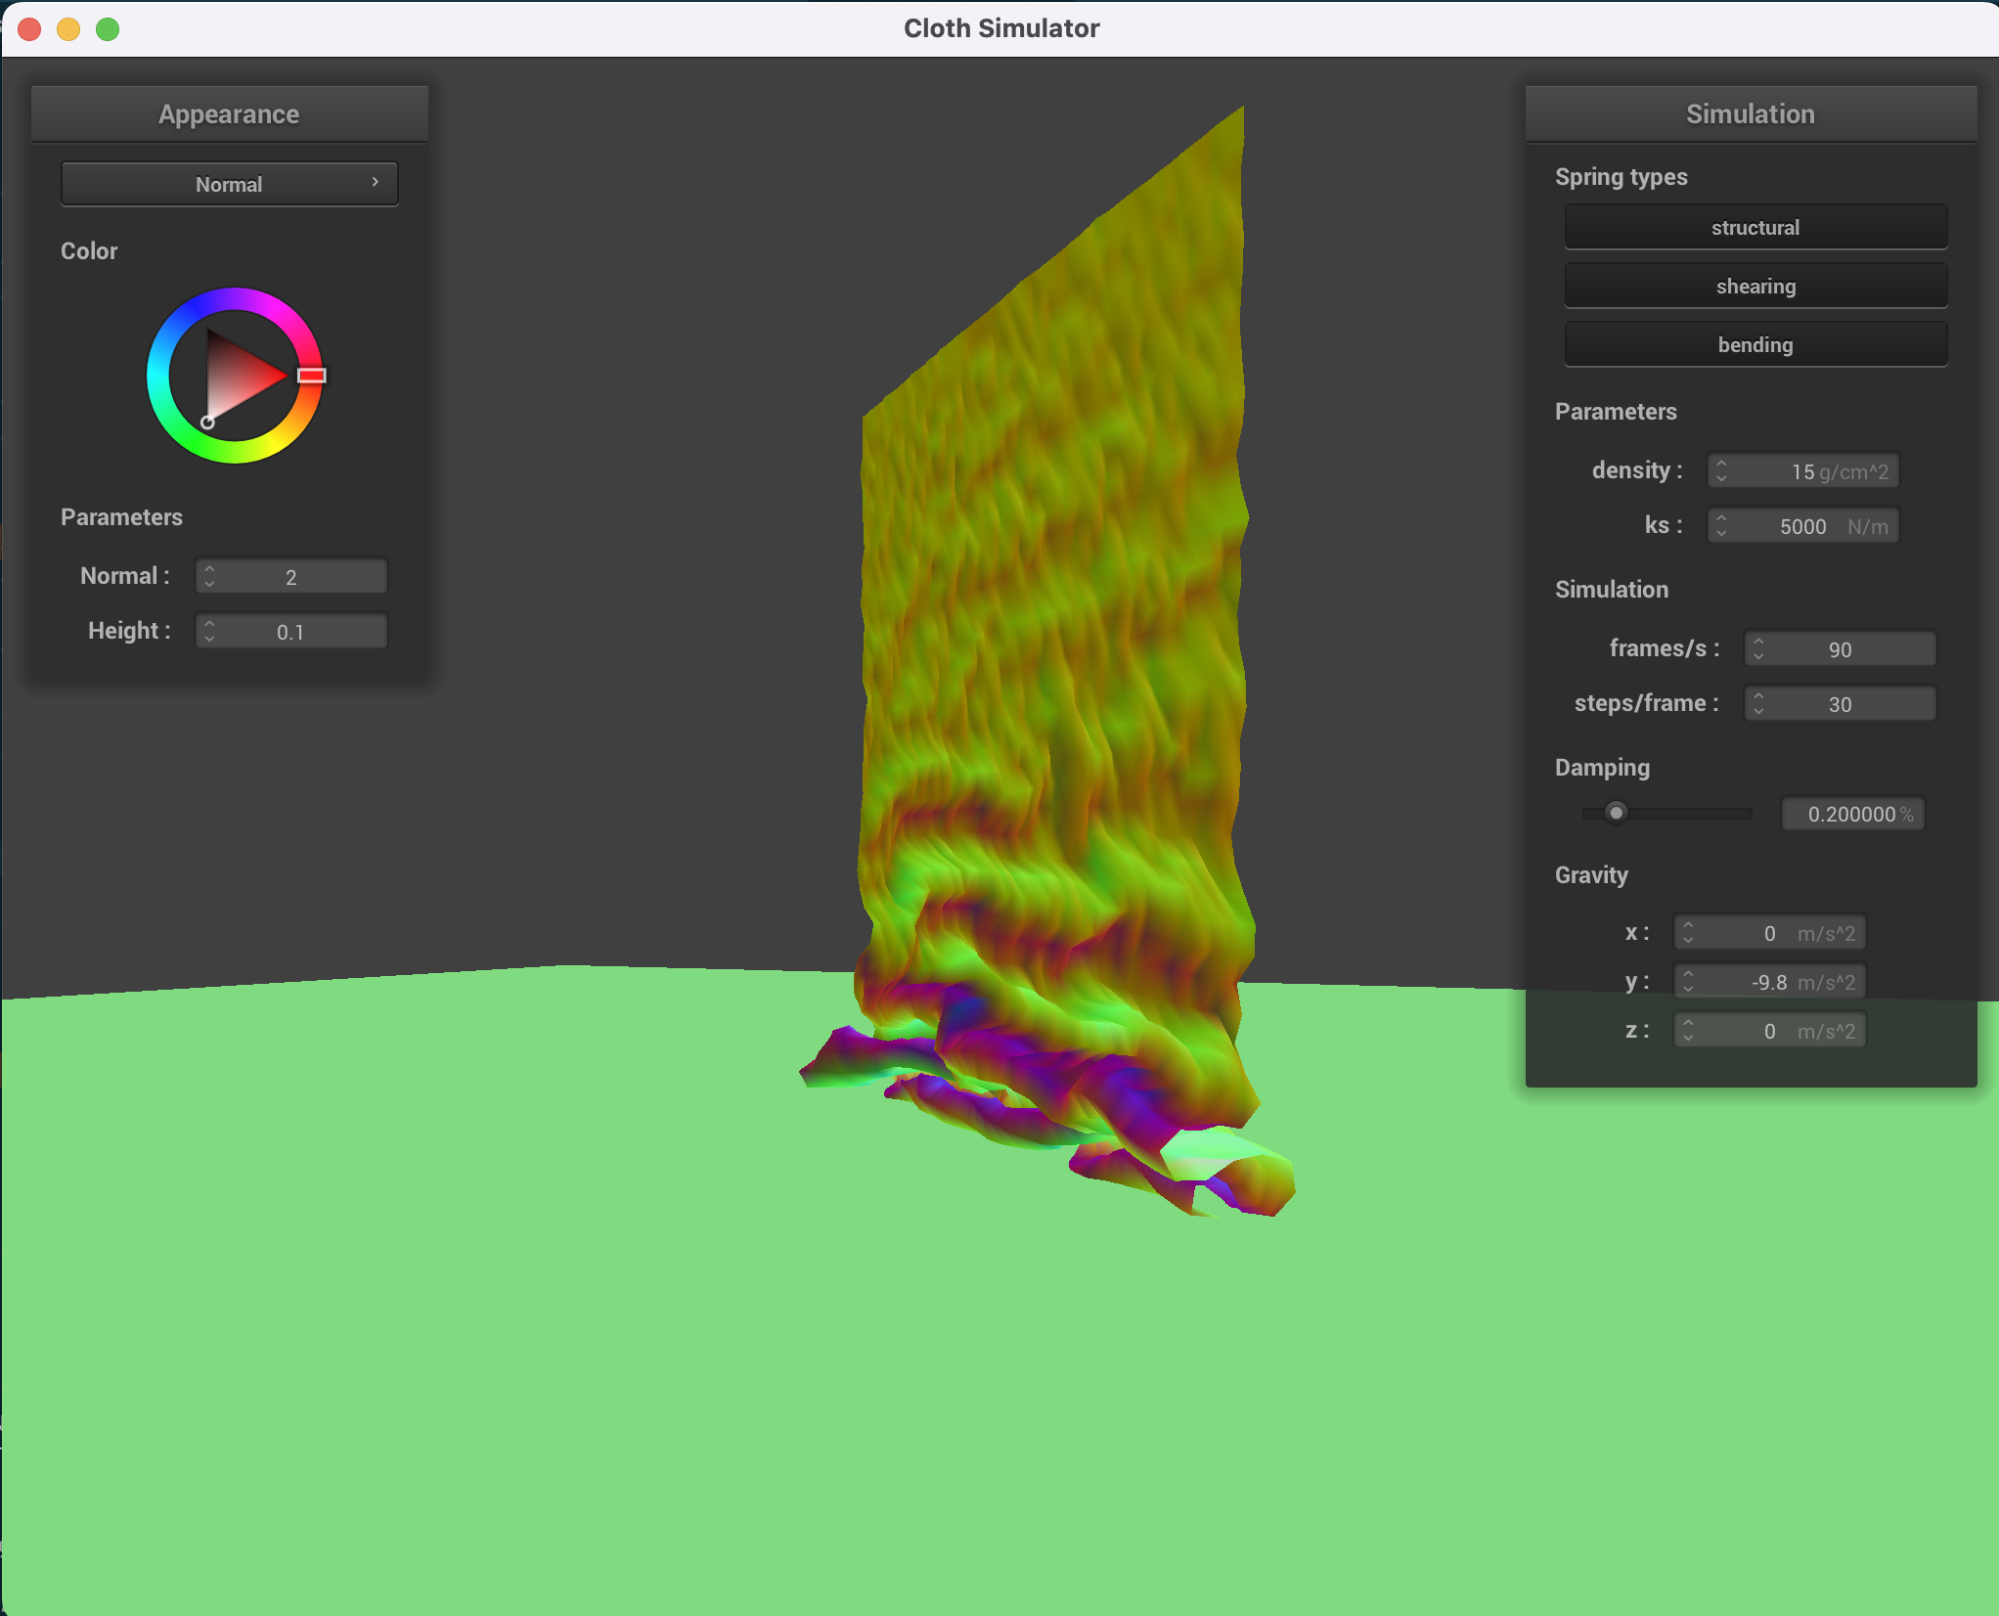 Cloth Simulator
Appearance
Normal
Color
Parameters
Normal : 2
Height : 0.1
Simulation
Spring types
structural
shearing
bending
Parameters
density : 15 g/cm^2
ks : 5000 N/m
Simulation
frames/s : 90
steps/frame : 30
Damping
0.200000 %
Gravity
x : 0 m/s^2
y : -9.8 m/s^2
z : 0 m/s^2